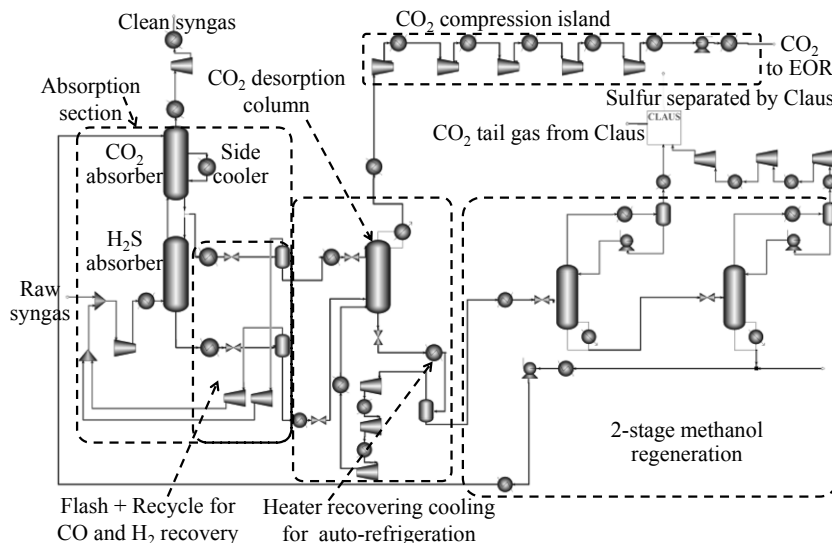 Clean syngas
CO₂ compression island
CO₂
to EOR
CO₂ desorption
column
Absorption
section
Sulfur separated by Claus
CLAUS
CO₂ tail gas from Claus
CO₂
absorber
Side
cooler
H₂S
absorber
Raw
syngas
2-stage methanol
regeneration
Flash + Recycle for
CO and H₂ recovery
Heater recovering cooling
for auto-refrigeration